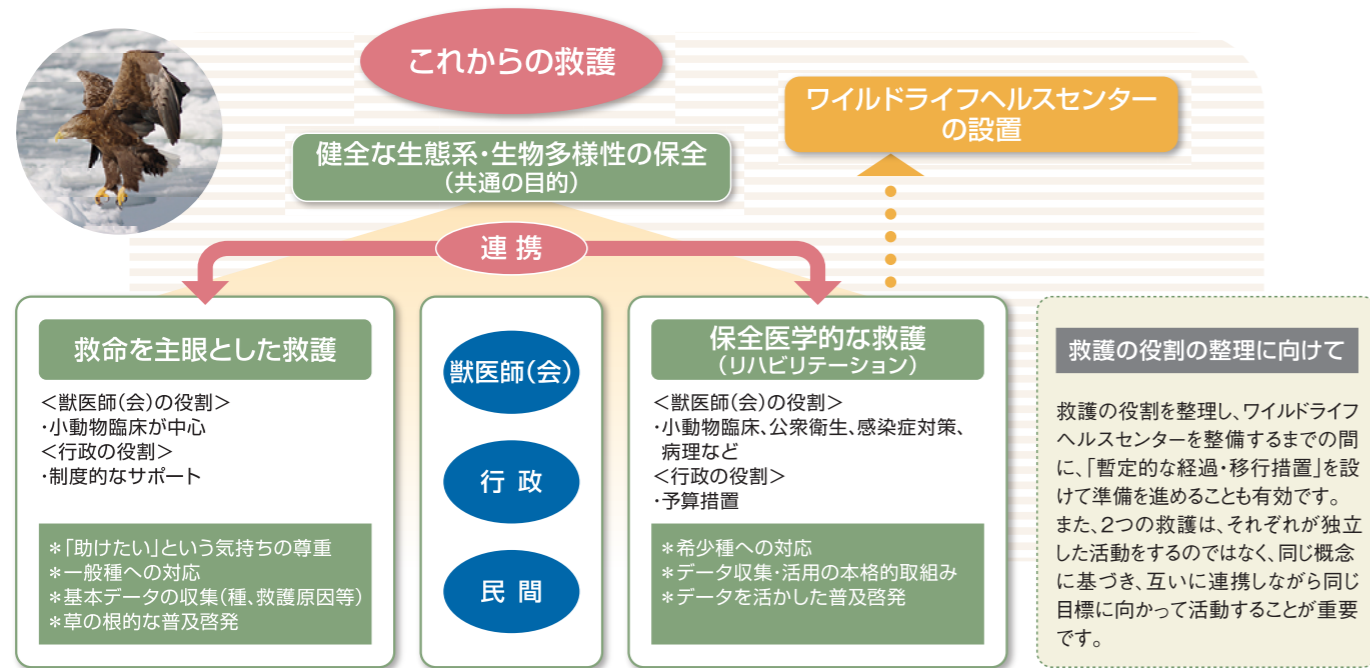 これからの救護
ワイルドライフヘルスセンター
の設置
健全な生態系・生物多様性の保全
（共通の目的）
連 携
救命を主眼とした救護
＜獣医師（会）の役割＞
・小動物臨床が中心
＜行政の役割＞
・制度的なサポート
＊「助けたい」という気持ちの尊重
＊一般種への対応
＊基本データの収集（種、救護原因等）
＊草の根的な普及啓発
獣医師（会）
行 政
民 間
保全医学的な救護
（リハビリテーション）
＜獣医師（会）の役割＞
・小動物臨床、公衆衛生、感染症対策、
病理など
＜行政の役割＞
・予算措置
＊希少種への対応
＊データ収集・活用の本格的取組み
＊データを活かした普及啓発
救護の役割の整理に向けて
救護の役割を整理し、ワイルドライフ
ヘルスセンターを整備するまでの間
に、「暫定的な経過・移行措置」を設
けて準備を進めることも有効です。
また、2つの救護は、それぞれが独立
した活動をするのではなく、同じ概念
に基づき、互いに連携しながら同じ
目標に向かって活動することが重要
です。